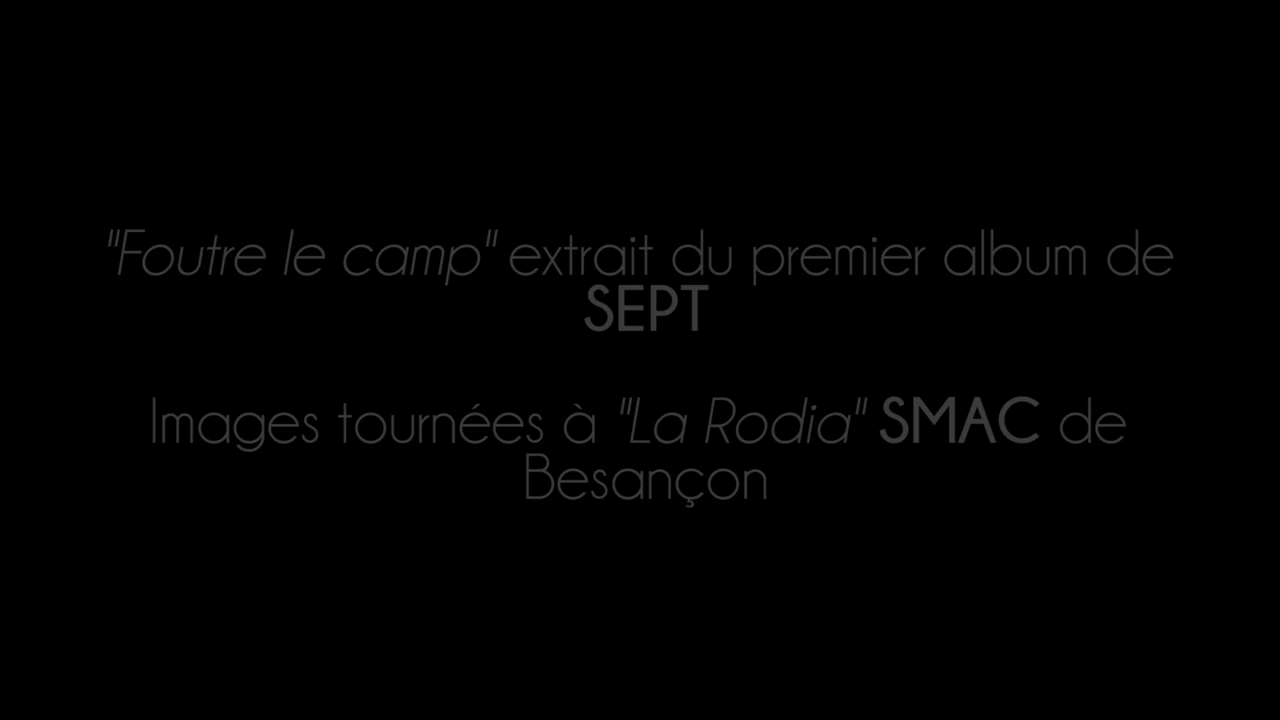 "Foutre le camp" extrait du premier album de
SEPT
Images tournées à "La Rodia" SMAC de
Besançon